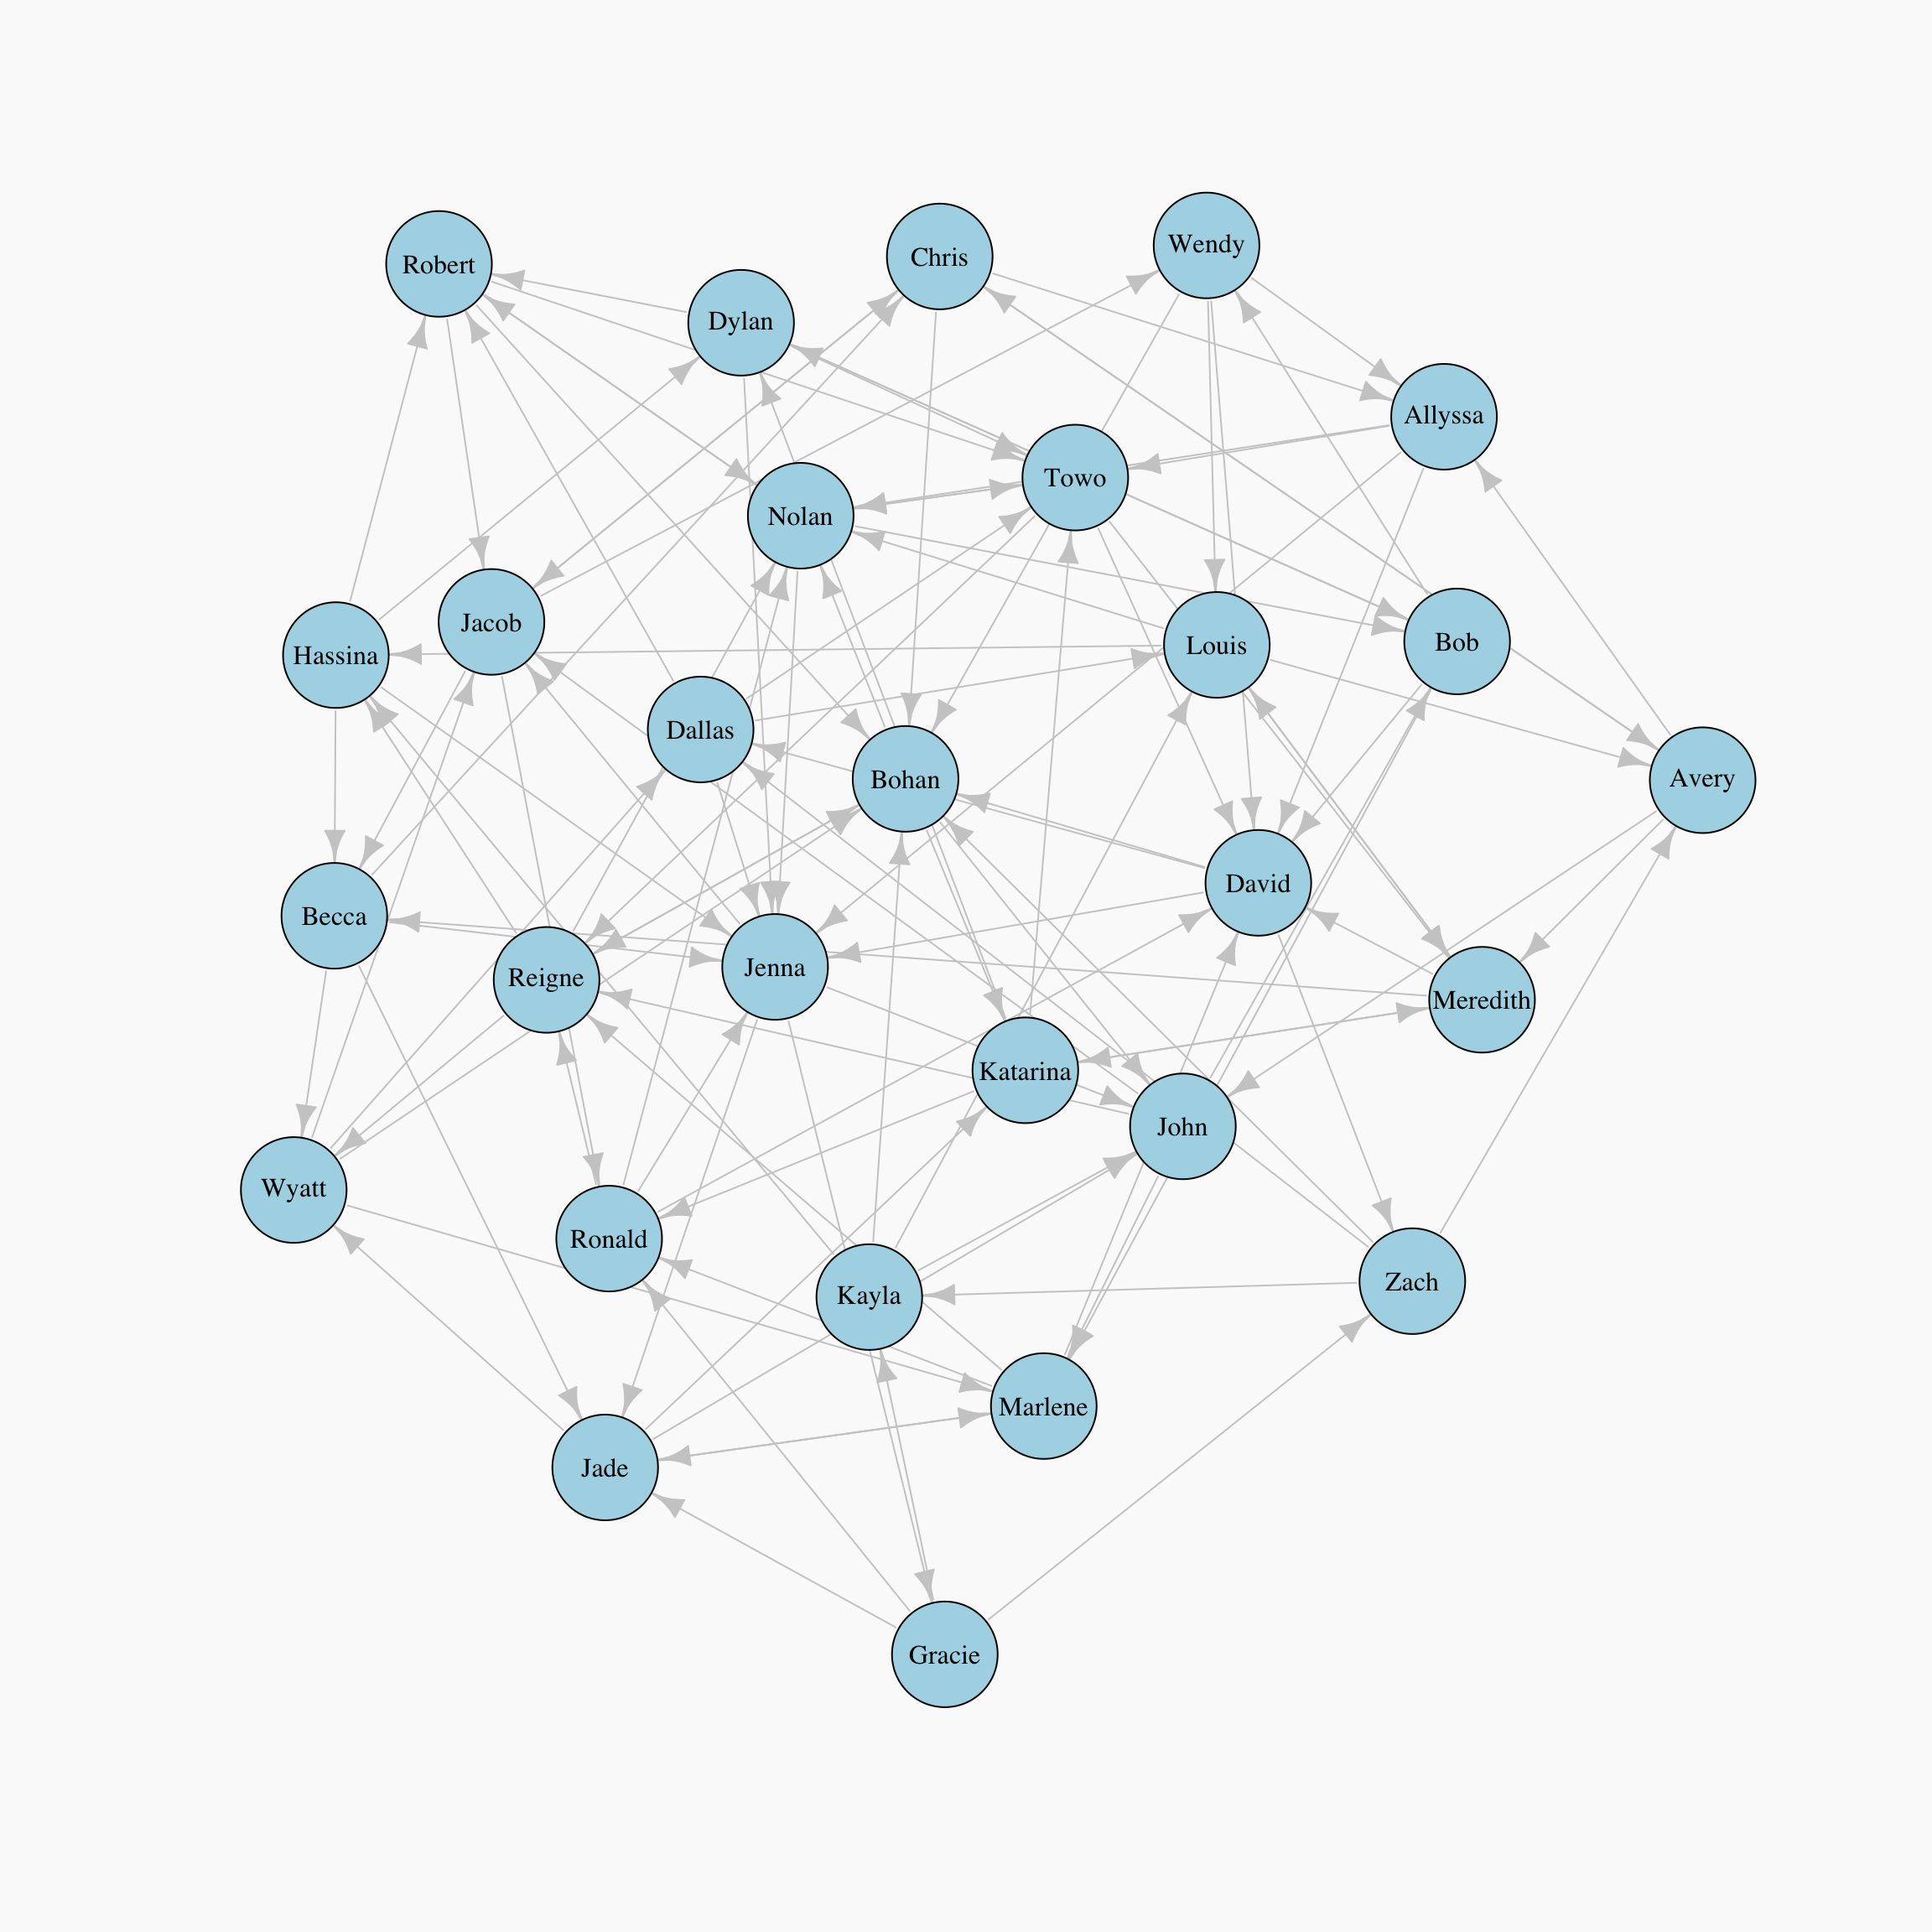 Wendy
Chris
Robert
Dylan
Allyssa
Towo
Nolan
Jacob
Bob
Louis
Hassina
Dallas
Avery
Bohan
David
Becca
Jenna
Reigne
Meredith
Katarina
John
Wyatt
Ronald
Zach
Kayla
Marlene
Jade
Gracie